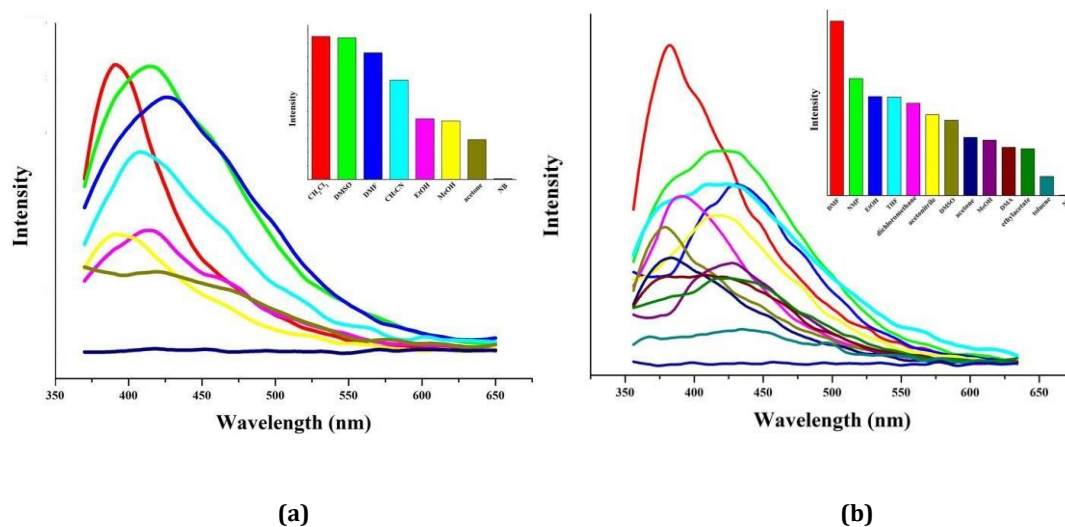 Intensity
Intensity
CH2Cl2
DMSO
DMF
CH3CN
EtOH
MeOH
acetone
NB
350 400 450 500 550 600 650
Wavelength (nm)
(a)
Intensity
Intensity
DMF
NMP
EtOH
THF
dichloromethane
acetonitrile
DMSO
acetone
MeOH
DMA
ethylacetate
toluene
350 400 450 500 550 600 650
Wavelength (nm)
(b)